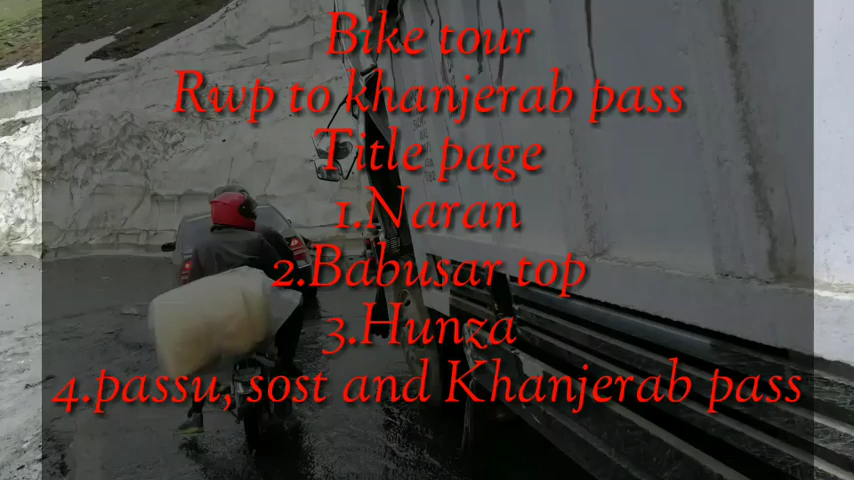 Bike tour
Rwp to khanjerab pass
Title page
1.Naran
2.Babusar top
3.Hunza
4.passu, sost and Khanjerab pass